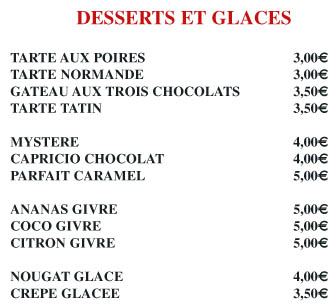 DESSERTS ET GLACES
TARTE AUX POIRES 3,00€
TARTE NORMANDE 3,00€
GATEAU AUX TROIS CHOCOLATS 3,50€
TARTE TATIN 3,50€
MYSTERE 4,00€
CAPRICIO CHOCOLAT 4,00€
PARFAIT CARAMEL 5,00€
ANANAS GIVRE 5,00€
COCO GIVRE 5,00€
CITRON GIVRE 5,00€
NOUGAT GLACE 4,00€
CREPE GLACEE 3,50€